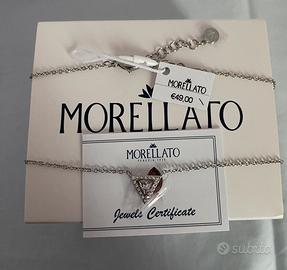 MORELLATO
€49,00
MORELLATO
MORELLATO
Jewels Certificate
subito